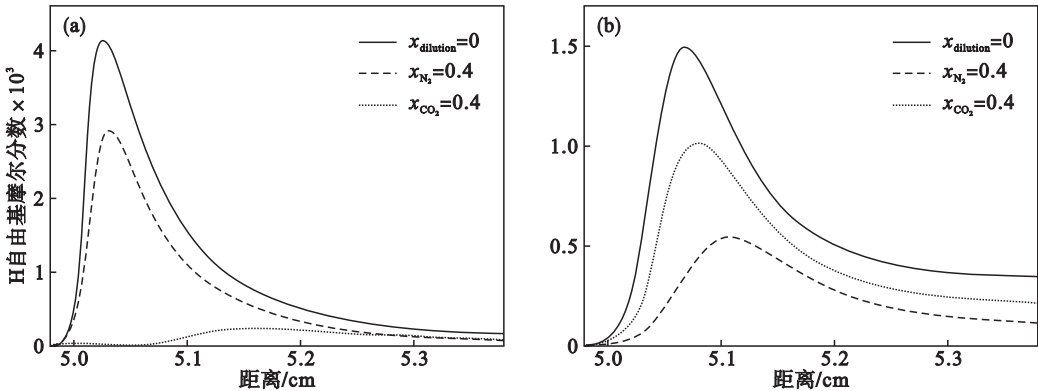 (a)
x_dilution=0
x_N₂=0.4
x_CO₂=0.4
H自由基摩尔分数×10³
4
3
2
1
0
5.0 5.1 5.2 5.3
距离/cm
(b)
x_dilution=0
x_N₂=0.4
x_CO₂=0.4
1.5
1.0
0.5
0
5.0 5.1 5.2 5.3
距离/cm